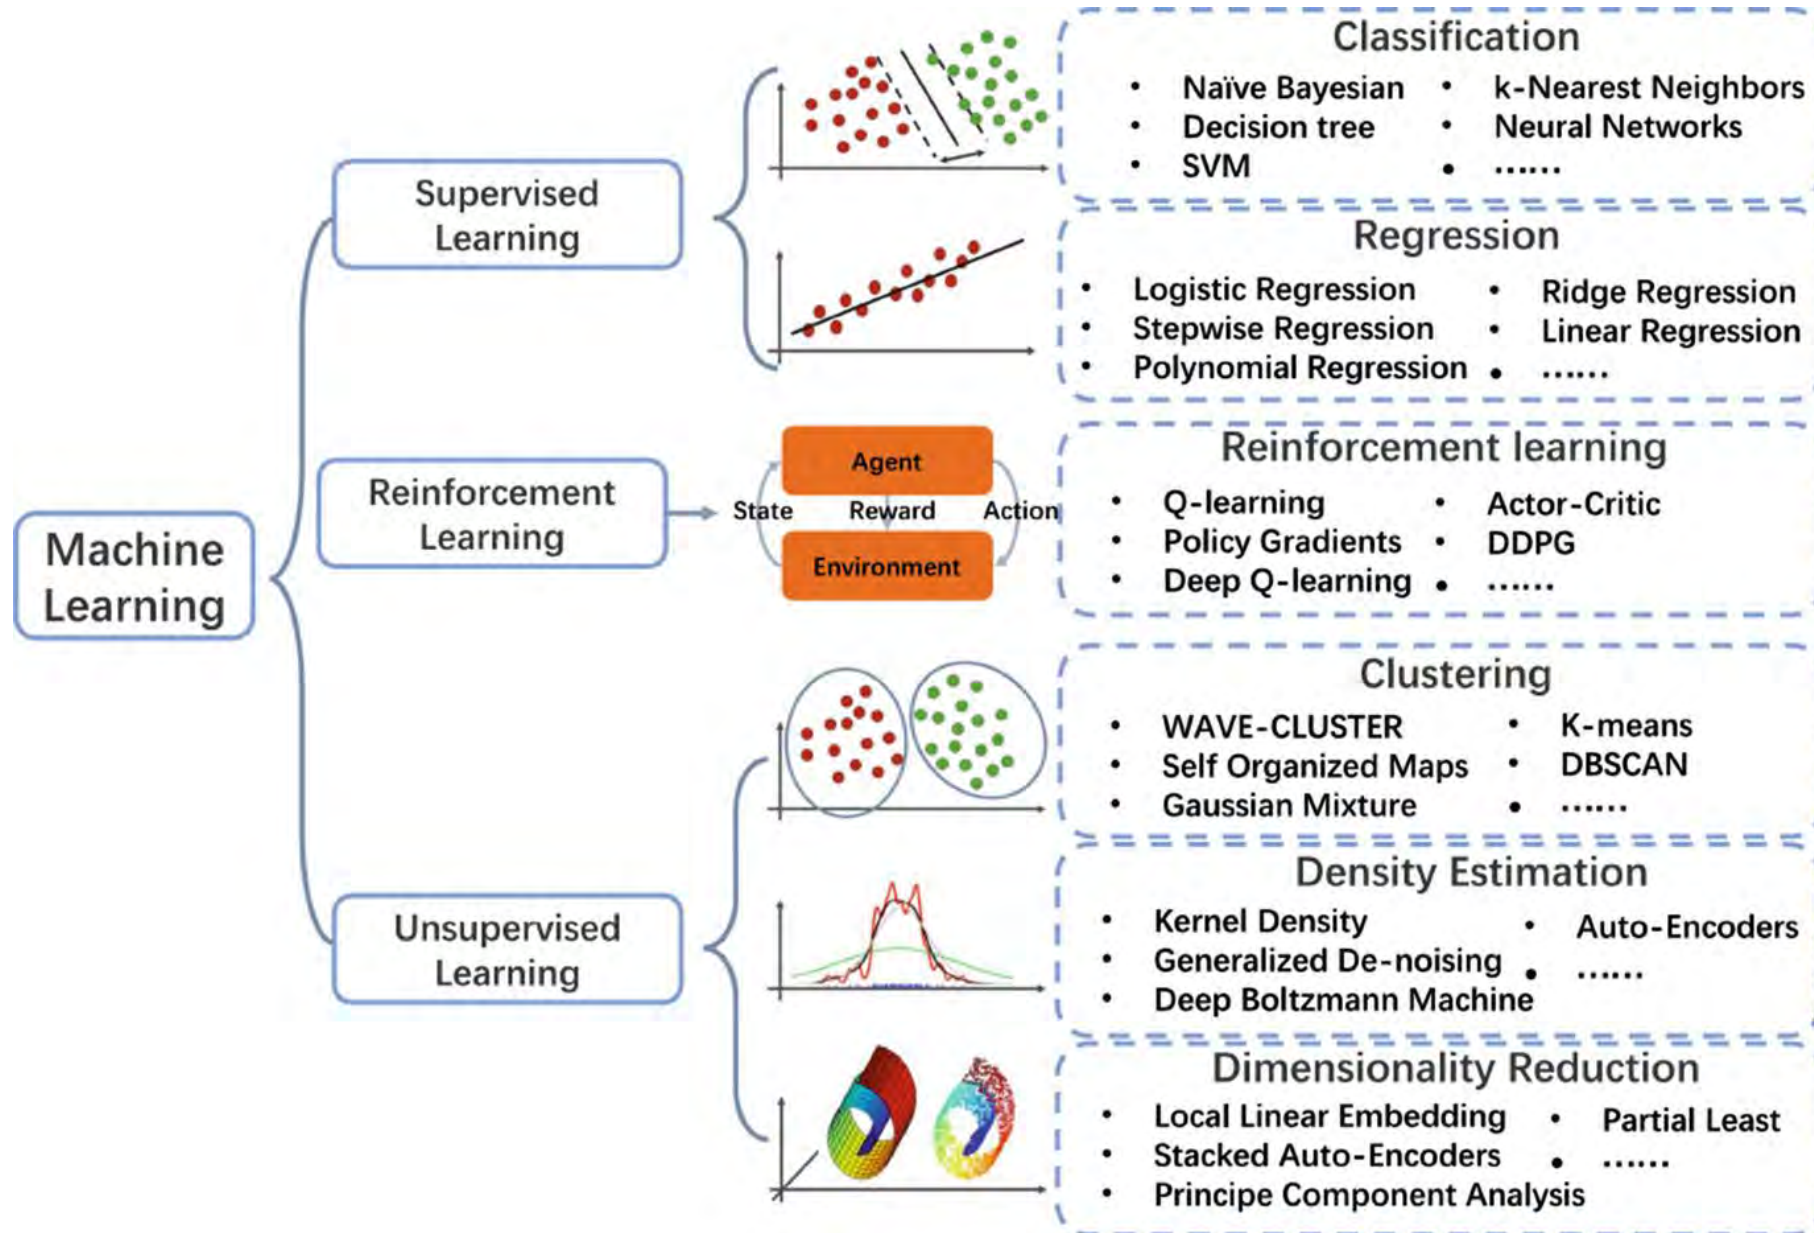 Machine
Learning
Supervised
Learning
Classification
• Naïve Bayesian
• Decision tree
• SVM
• k-Nearest Neighbors
• Neural Networks
• ······
Regression
• Logistic Regression
• Stepwise Regression
• Polynomial Regression
• Ridge Regression
• Linear Regression
• ······
Reinforcement
Learning
Agent
State
Reward
Action
Environment
Reinforcement learning
• Q-learning
• Policy Gradients
• Deep Q-learning
• Actor-Critic
• DDPG
• ······
Unsupervised
Learning
Clustering
• WAVE-CLUSTER
• Self Organized Maps
• Gaussian Mixture
• K-means
• DBSCAN
• ······
Density Estimation
• Kernel Density
• Generalized De-noising
• Deep Boltzmann Machine
• Auto-Encoders
• ······
Dimensionality Reduction
• Local Linear Embedding
• Stacked Auto-Encoders
• Principe Component Analysis
• Partial Least
• ······